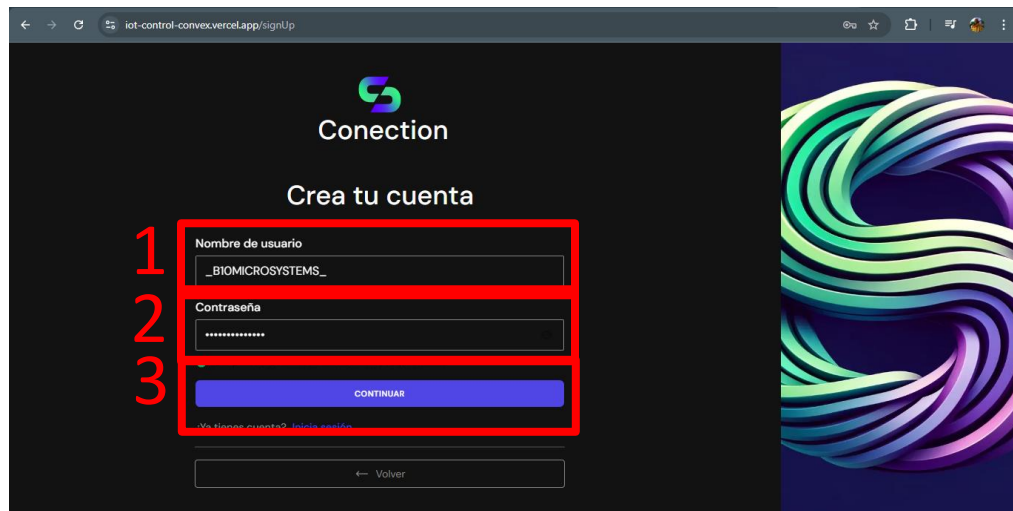 iot-control-convex.vercel.app/signUp
Conection
Crea tu cuenta
1
Nombre de usuario
_B10MICROSYSTEMS_
2
Contraseña
••••••••••••••
3
CONTINUAR
¿Ya tienes cuenta? Inicia sesión
← Volver